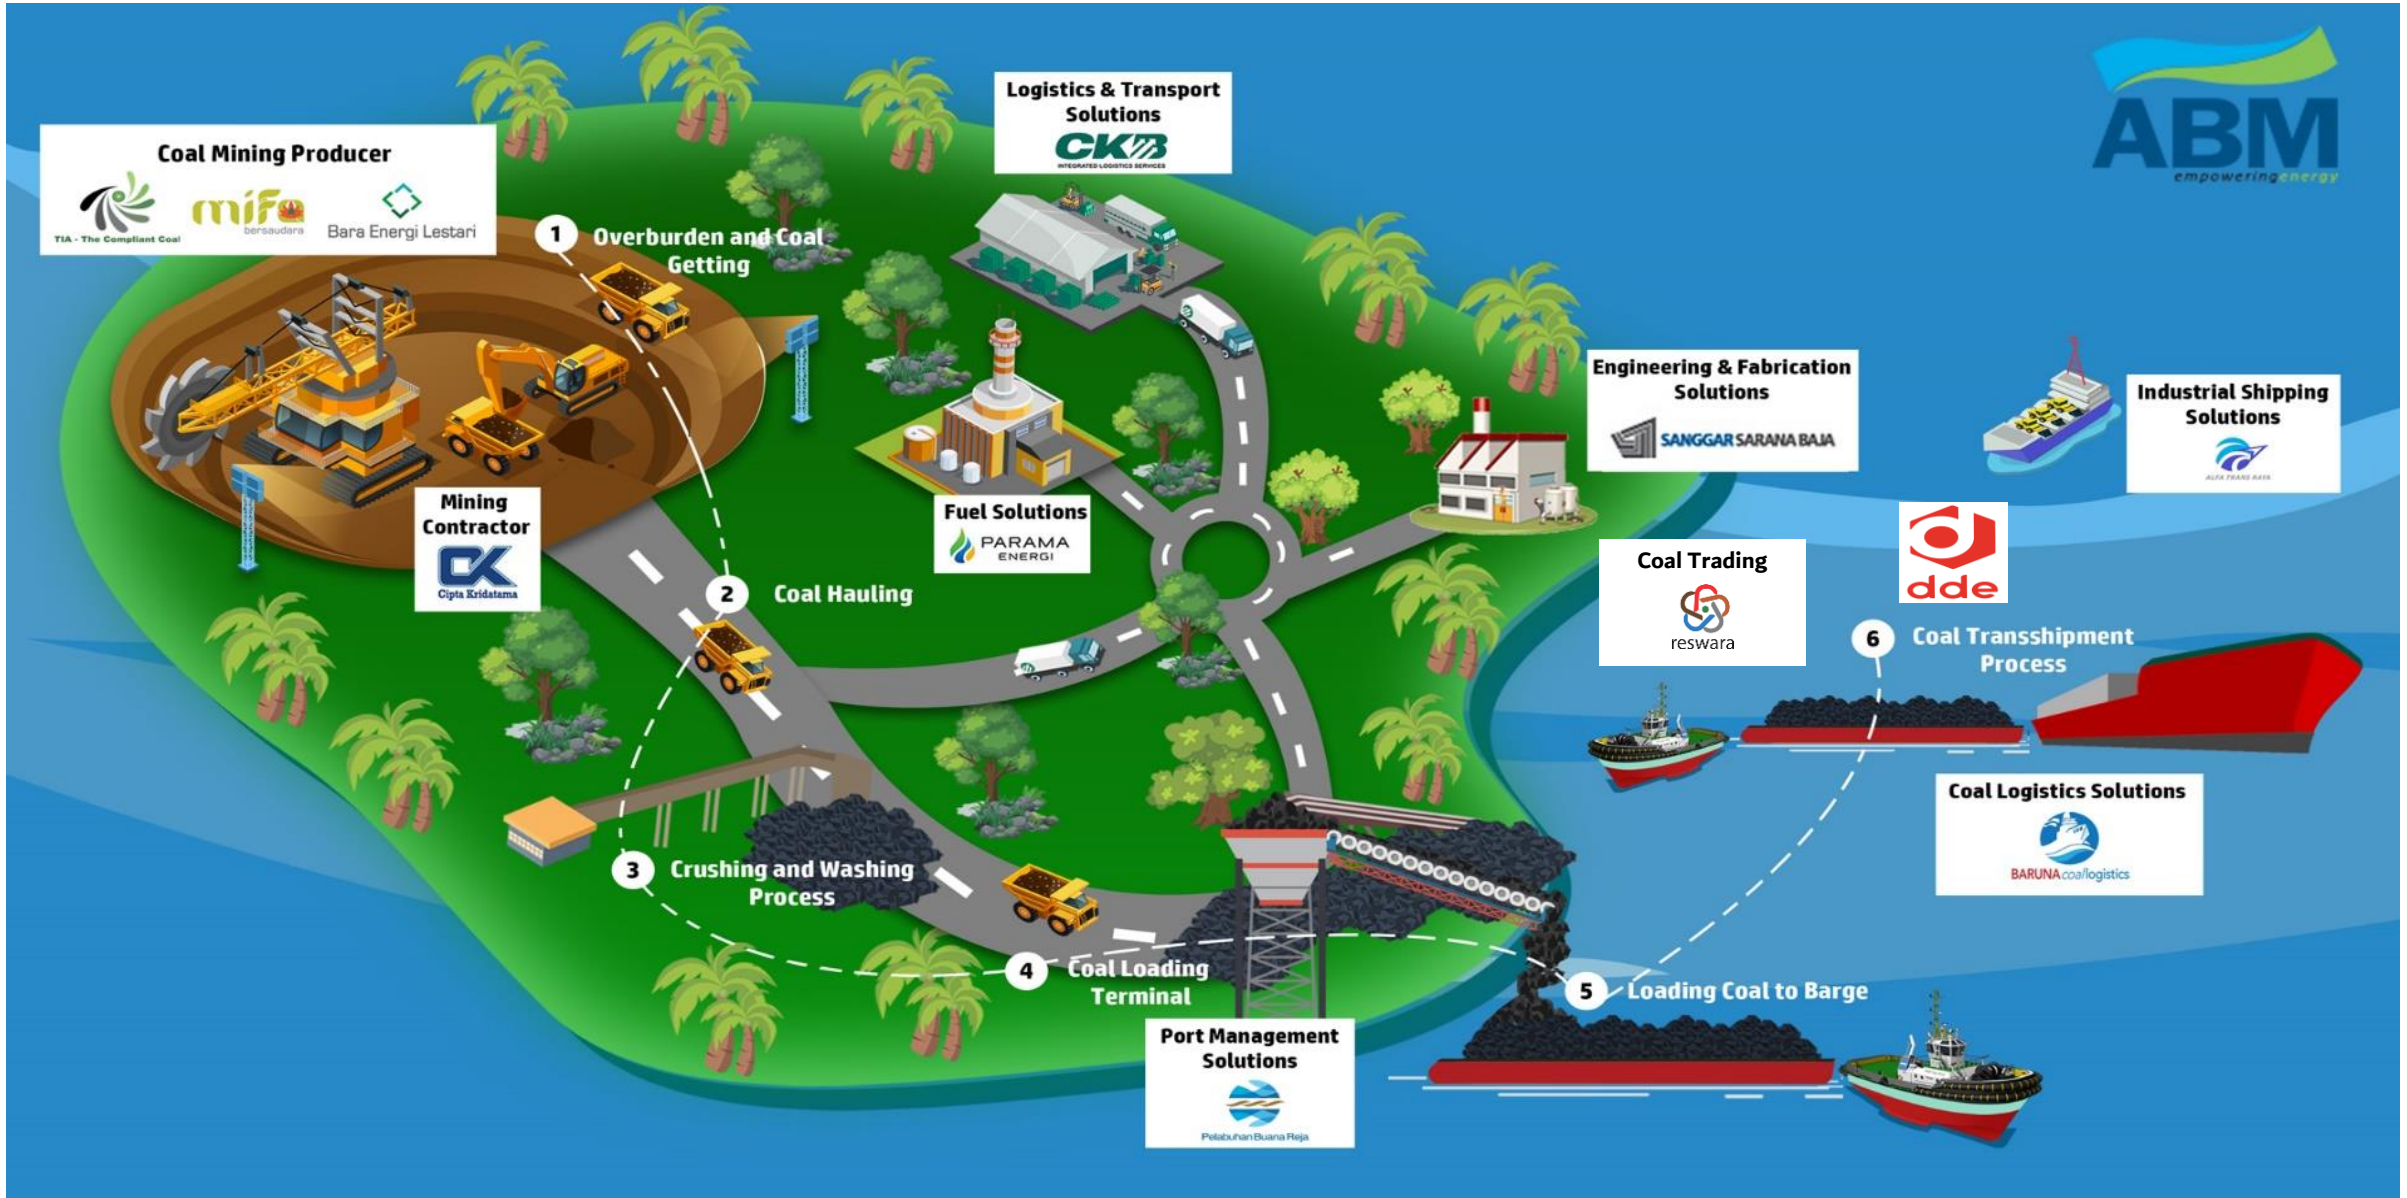 ABM
empoweringenergy
Coal Mining Producer
TIA - The Compliant Coal
mifa
bersaudara
Bara Energi Lestari
Logistics & Transport
Solutions
CKB
INTEGRATED LOGISTICS SERVICES
1
Overburden and Coal
Getting
Mining
Contractor
CK
Cipta Kridatama
Fuel Solutions
PARAMA
ENERGI
Engineering & Fabrication
Solutions
SANGGAR SARANA BAJA
Industrial Shipping
Solutions
ALFA TRANS RAYA
2
Coal Hauling
Coal Trading
reswara
dde
6
Coal Transshipment
Process
Coal Logistics Solutions
BARUNA coal logistics
3
Crushing and Washing
Process
4
Coal Loading
Terminal
5
Loading Coal to Barge
Port Management
Solutions
Pelabuhan Buana Reja